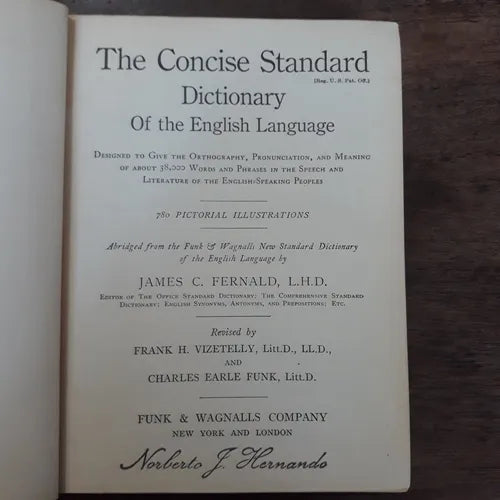 The Concise Standard
[Reg. U. S. Pat. Off.]
Dictionary
Of the English Language
DESIGNED TO GIVE THE ORTHOGRAPHY, PRONUNCIATION, AND MEANING
OF ABOUT 38,000 WORDS AND PHRASES IN THE SPEECH AND
LITERATURE OF THE ENGLISH-SPEAKING PEOPLES
780 PICTORIAL ILLUSTRATIONS
Abridged from the Funk & Wagnalls New Standard Dictionary
of the English Language by
JAMES C. FERNALD, L.H.D.
EDITOR OF THE OFFICE STANDARD DICTIONARY; THE COMPREHENSIVE STANDARD
DICTIONARY; ENGLISH SYNONYMS, ANTONYMS, AND PREPOSITIONS; ETC.
Revised by
FRANK H. VIZETELLY, Litt.D., LL.D.,
AND
CHARLES EARLE FUNK, Litt.D.
FUNK & WAGNALLS COMPANY
NEW YORK AND LONDON
Norberto J. Hernando